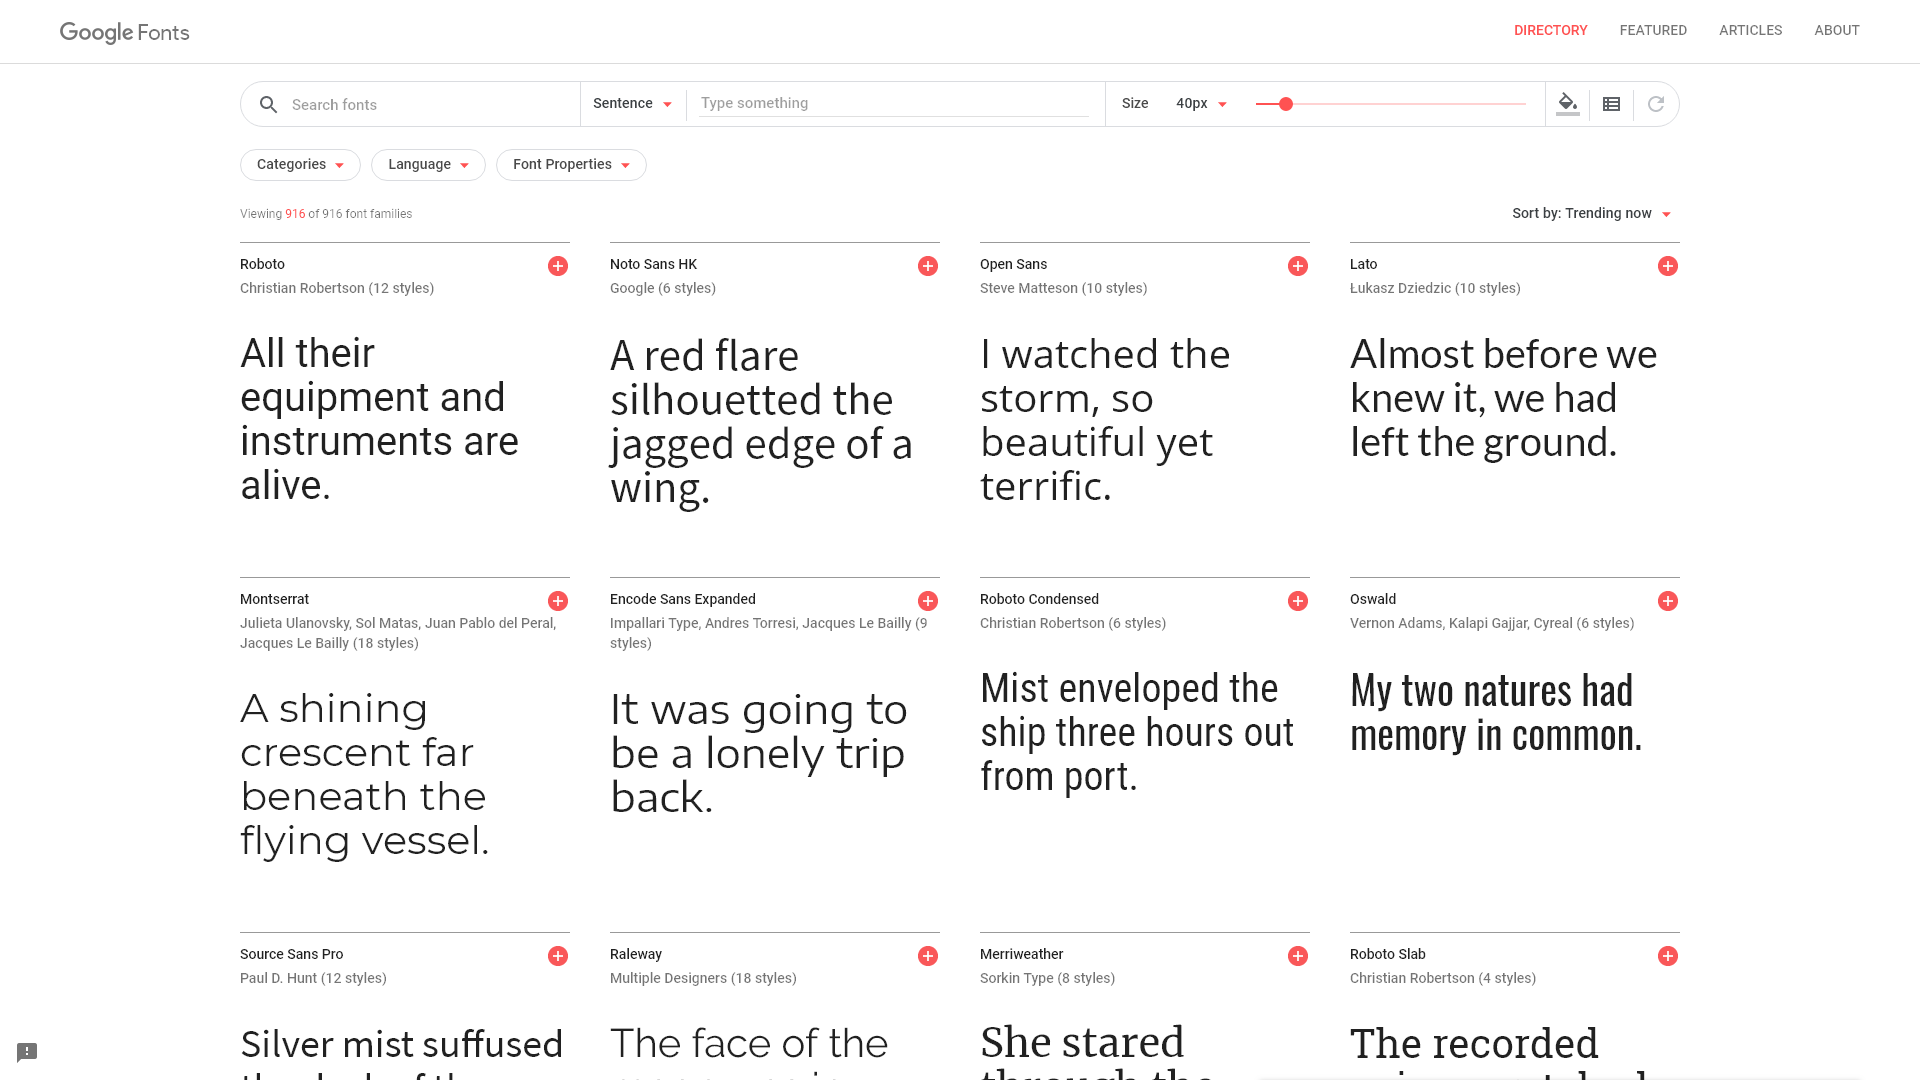 Google Fonts
DIRECTORY
FEATURED
ARTICLES
ABOUT
Search fonts
Sentence
Type something
Size
40px
Categories
Language
Font Properties
Viewing 916 of 916 font families
Sort by: Trending now
Roboto
Christian Robertson (12 styles)
All their
equipment and
instruments are
alive.
Noto Sans HK
Google (6 styles)
A red flare
silhouetted the
jagged edge of a
wing.
Open Sans
Steve Matteson (10 styles)
I watched the
storm, so
beautiful yet
terrific.
Lato
Łukasz Dziedzic (10 styles)
Almost before we
knew it, we had
left the ground.
Montserrat
Julieta Ulanovsky, Sol Matas, Juan Pablo del Peral,
Jacques Le Bailly (18 styles)
A shining
crescent far
beneath the
flying vessel.
Encode Sans Expanded
Impallari Type, Andres Torresi, Jacques Le Bailly (9
styles)
It was going to
be a lonely trip
back.
Roboto Condensed
Christian Robertson (6 styles)
Mist enveloped the
ship three hours out
from port.
Oswald
Vernon Adams, Kalapi Gajjar, Cyreal (6 styles)
My two natures had
memory in common.
Source Sans Pro
Paul D. Hunt (12 styles)
Silver mist suffused
Raleway
Multiple Designers (18 styles)
The face of the
Merriweather
Sorkin Type (8 styles)
She stared
through the
Roboto Slab
Christian Robertson (4 styles)
The recorded